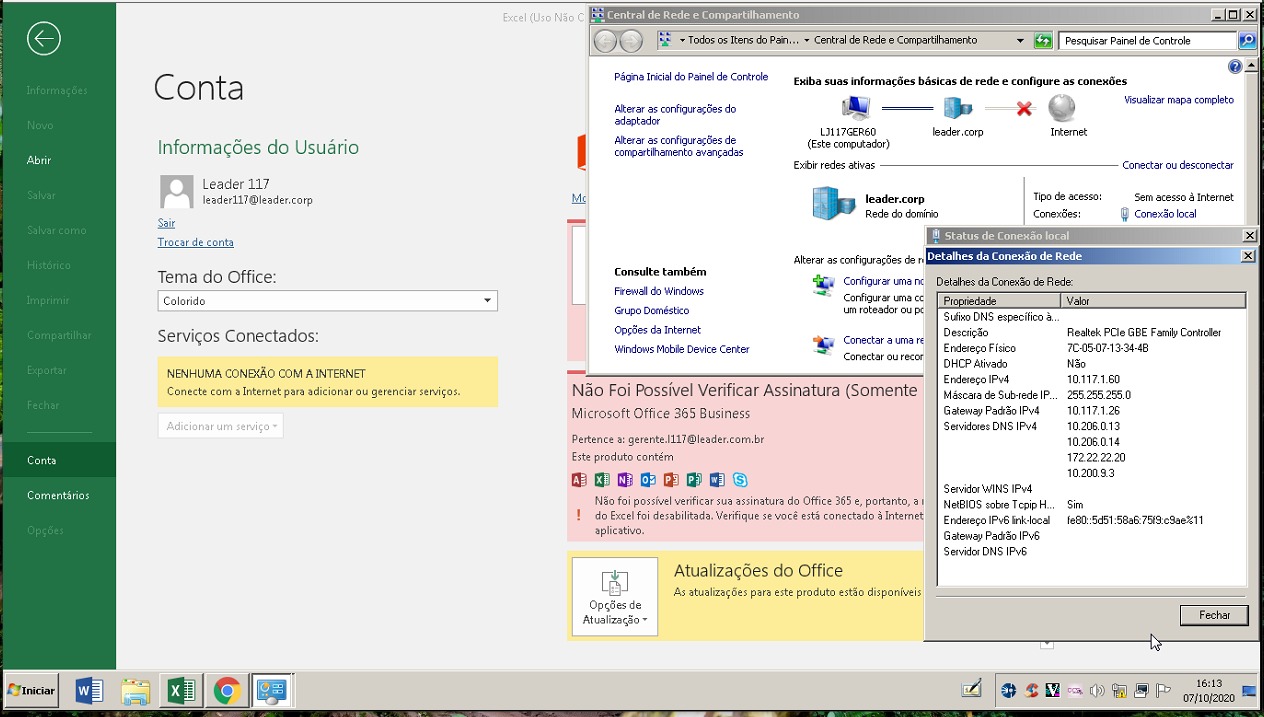 Excel (Uso Não C
Informações
Novo
Abrir
Salvar
Salvar como
Histórico
Imprimir
Compartilhar
Exportar
Fechar
Conta
Comentários
Opções
Conta
Informações do Usuário
Leader 117
leader117@leader.corp
Sair
Trocar de conta
Tema do Office:
Colorido
Serviços Conectados:
NENHUMA CONEXÃO COM A INTERNET
Conecte com a Internet para adicionar ou gerenciar serviços.
Adicionar um serviço
Mo
Não Foi Possível Verificar Assinatura (Somente
Microsoft Office 365 Business
Pertence a: gerente.l117@leader.com.br
Este produto contém
Não foi possível verificar sua assinatura do Office 365 e, portanto, a
do Excel foi desabilitada. Verifique se você está conectado à Internet
aplicativo.
Opções de
Atualização
Atualizações do Office
As atualizações para este produto estão disponíveis
Central de Rede e Compartilhamento
Todos os Itens do Pain... Central de Rede e Compartilhamento
Pesquisar Painel de Controle
Página Inicial do Painel de Controle
Alterar as configurações do
adaptador
Alterar as configurações de
compartilhamento avançadas
Consulte também
Firewall do Windows
Grupo Doméstico
Opções da Internet
Windows Mobile Device Center
Exiba suas informações básicas de rede e configure as conexões
Visualizar mapa completo
LJ117GER60
(Este computador)
leader.corp
Internet
Exibir redes ativas
Conectar ou desconectar
leader.corp
Rede do domínio
Tipo de acesso: Sem acesso à Internet
Conexões: Conexão local
Alterar as configurações de r
Configurar uma no
Configurar uma co
um roteador ou po
Conectar a uma re
Conectar ou recor
Status de Conexão local
Detalhes da Conexão de Rede
Detalhes da Conexão de Rede:
Propriedade Valor
Sufixo DNS específico à...
Descrição Realtek PCIe GBE Family Controller
Endereço Físico 7C-05-07-13-34-4B
DHCP Ativado Não
Endereço IPv4 10.117.1.60
Máscara de Sub-rede IP... 255.255.255.0
Gateway Padrão IPv4 10.117.1.26
Servidores DNS IPv4 10.206.0.13
10.206.0.14
172.22.22.20
10.200.9.3
Servidor WINS IPv4
NetBIOS sobre Tcpip H... Sim
Endereço IPv6 link-local fe80::5d51:58a6:75f9:c9ae%11
Gateway Padrão IPv6
Servidor DNS IPv6
Fechar
Iniciar
16:13
07/10/2020